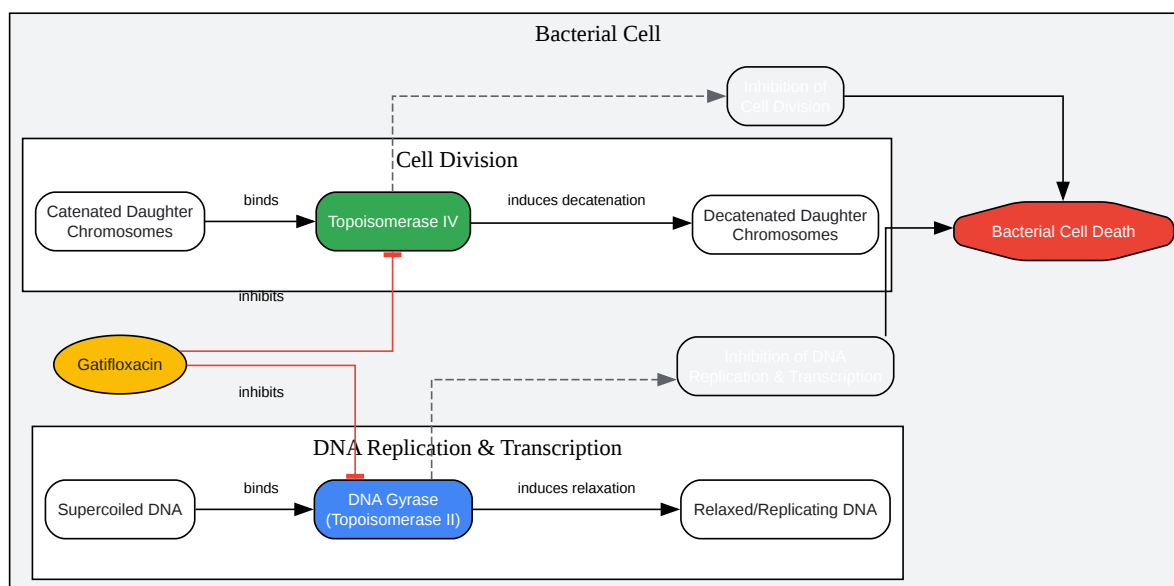 Bacterial Cell
Inhibition of
Cell Division
Cell Division
Catenated Daughter
Chromosomes
binds
Topoisomerase IV
induces decatenation
Decatenated Daughter
Chromosomes
Bacterial Cell Death
inhibits
Gatifloxacin
inhibits
Inhibition of DNA
Replication & Transcription
DNA Replication & Transcription
Supercoiled DNA
binds
DNA Gyrase
(Topoisomerase II)
induces relaxation
Relaxed/Replicating DNA